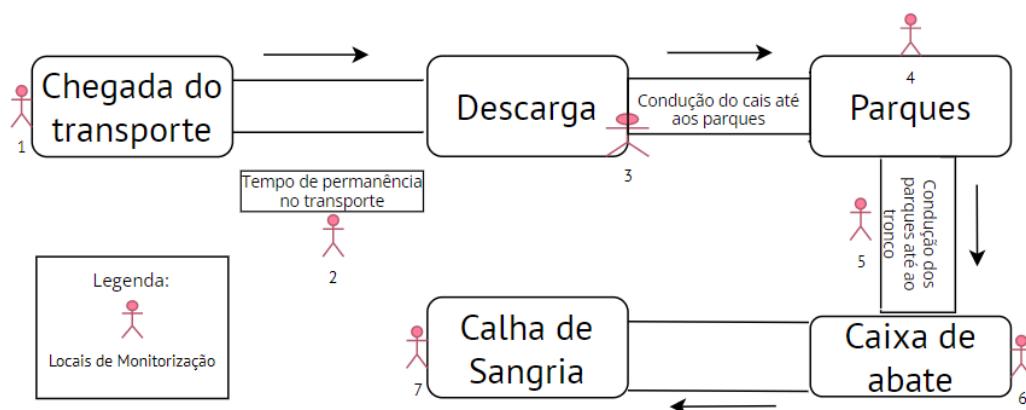 Chegada do
transporte
1
Tempo de permanência
no transporte
2
Descarga
3
Condução do cais até
aos parques
4
Parques
Condução dos
parques até ao
tronco
5
Caixa de
abate
6
Calha de
Sangria
7
Legenda:
Locais de Monitorização